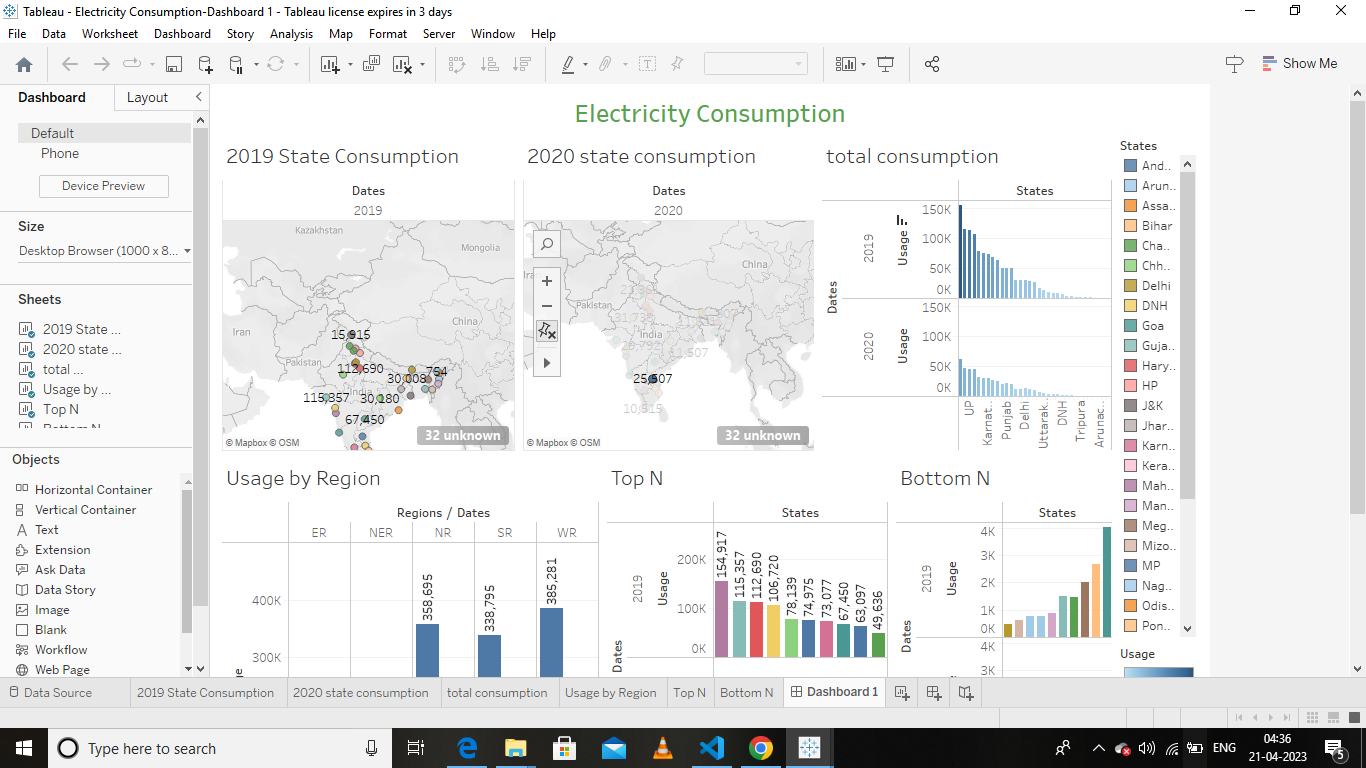 Tableau - Electricity Consumption-Dashboard 1 - Tableau license expires in 3 days
File Data Worksheet Dashboard Story Analysis Map Format Server Window Help
Show Me
Dashboard Layout
Default
Phone
Device Preview
Size
Desktop Browser (1000 x 8...
Sheets
2019 State ...
2020 state ...
total ...
Usage by ...
Top N
Bottom N
Objects
Horizontal Container
Vertical Container
Text
Extension
Ask Data
Data Story
Image
Blank
Workflow
Web Page
Electricity Consumption
2019 State Consumption
Dates
2019
Kazakhstan
Mongolia
China
Iran
Pakistan
India
15,915
112,690
30,008
754
115,357
30,180
67,450
32 unknown
© Mapbox © OSM
2020 state consumption
Dates
2020
China
Pakistan
India
25,507
10,315
32 unknown
© Mapbox © OSM
total consumption
States
Dates
2019
Usage
150K
100K
50K
0K
2020
Usage
150K
100K
50K
0K
UP
Karnat..
Punjab
Delhi
Uttarak..
DNH
Tripura
Arunac..
States
And..
Arun..
Assa..
Bihar
Cha..
Chh..
Delhi
DNH
Goa
Guja..
Hary..
HP
J&K
Jhar..
Karn..
Kera..
Mah..
Man..
Meg..
Mizo..
MP
Nag..
Odis..
Pon..
Usage
Usage by Region
Regions / Dates
ER NER NR SR WR
400K
300K
358,695
338,795
385,281
Top N
States
Dates
2019
Usage
200K
100K
0K
154,917
115,357
112,690
106,720
78,139
74,975
73,077
67,450
63,097
49,636
Bottom N
States
Dates
2019
Usage
4K
3K
2K
1K
0K
4K
3K
Data Source 2019 State Consumption 2020 state consumption total consumption Usage by Region Top N Bottom N Dashboard 1
Type here to search
ENG
04:36
21-04-2023
5